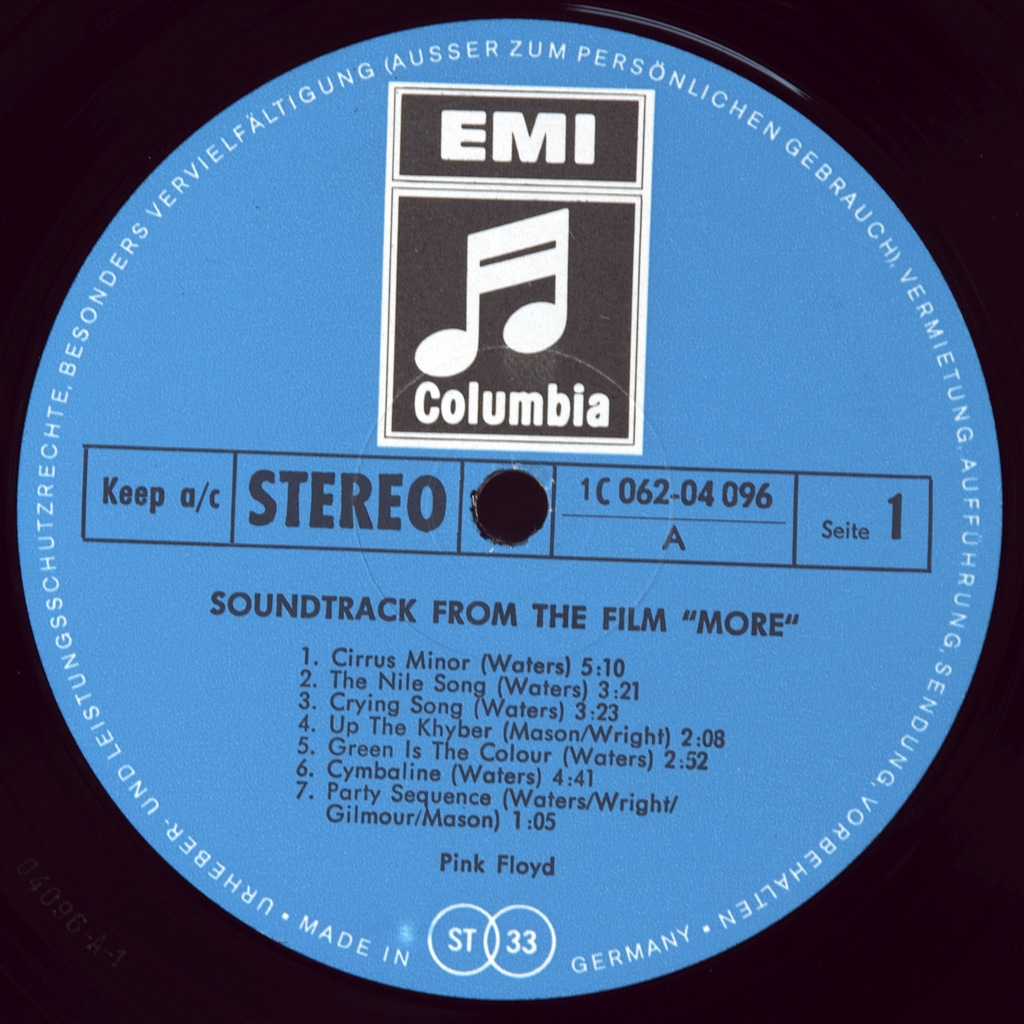 URHEBER- UND LEISTUNGSSCHUTZRECHTE, BESONDERS VERVIELFÄLTIGUNG (AUSSER ZUM PERSÖNLICHEN GEBRAUCH), VERMIETUNG, AUFFÜHRUNG, SENDUNG, VORBEHALTEN
EMI
Columbia
Keep a/c
STEREO
1C 062-04 096
A
Seite 1
SOUNDTRACK FROM THE FILM "MORE"
1. Cirrus Minor (Waters) 5:10
2. The Nile Song (Waters) 3:21
3. Crying Song (Waters) 3:23
4. Up The Khyber (Mason/Wright) 2:08
5. Green Is The Colour (Waters) 2:52
6. Cymbaline (Waters) 4:41
7. Party Sequence (Waters/Wright/
Gilmour/Mason) 1:05
Pink Floyd
• MADE IN
ST 33
GERMANY •
04096-A-1